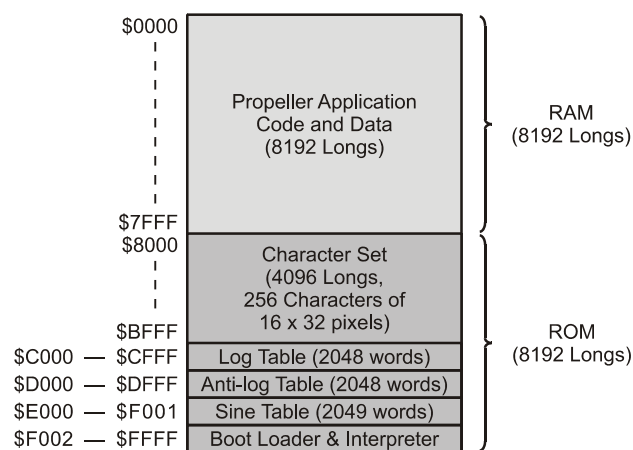 $0000
Propeller Application
Code and Data
(8192 Longs)
RAM
(8192 Longs)
$7FFF
$8000
Character Set
(4096 Longs,
256 Characters of
16 x 32 pixels)
$BFFF
ROM
(8192 Longs)
$C000 — $CFFF Log Table (2048 words)
$D000 — $DFFF Anti-log Table (2048 words)
$E000 — $F001 Sine Table (2049 words)
$F002 — $FFFF Boot Loader & Interpreter